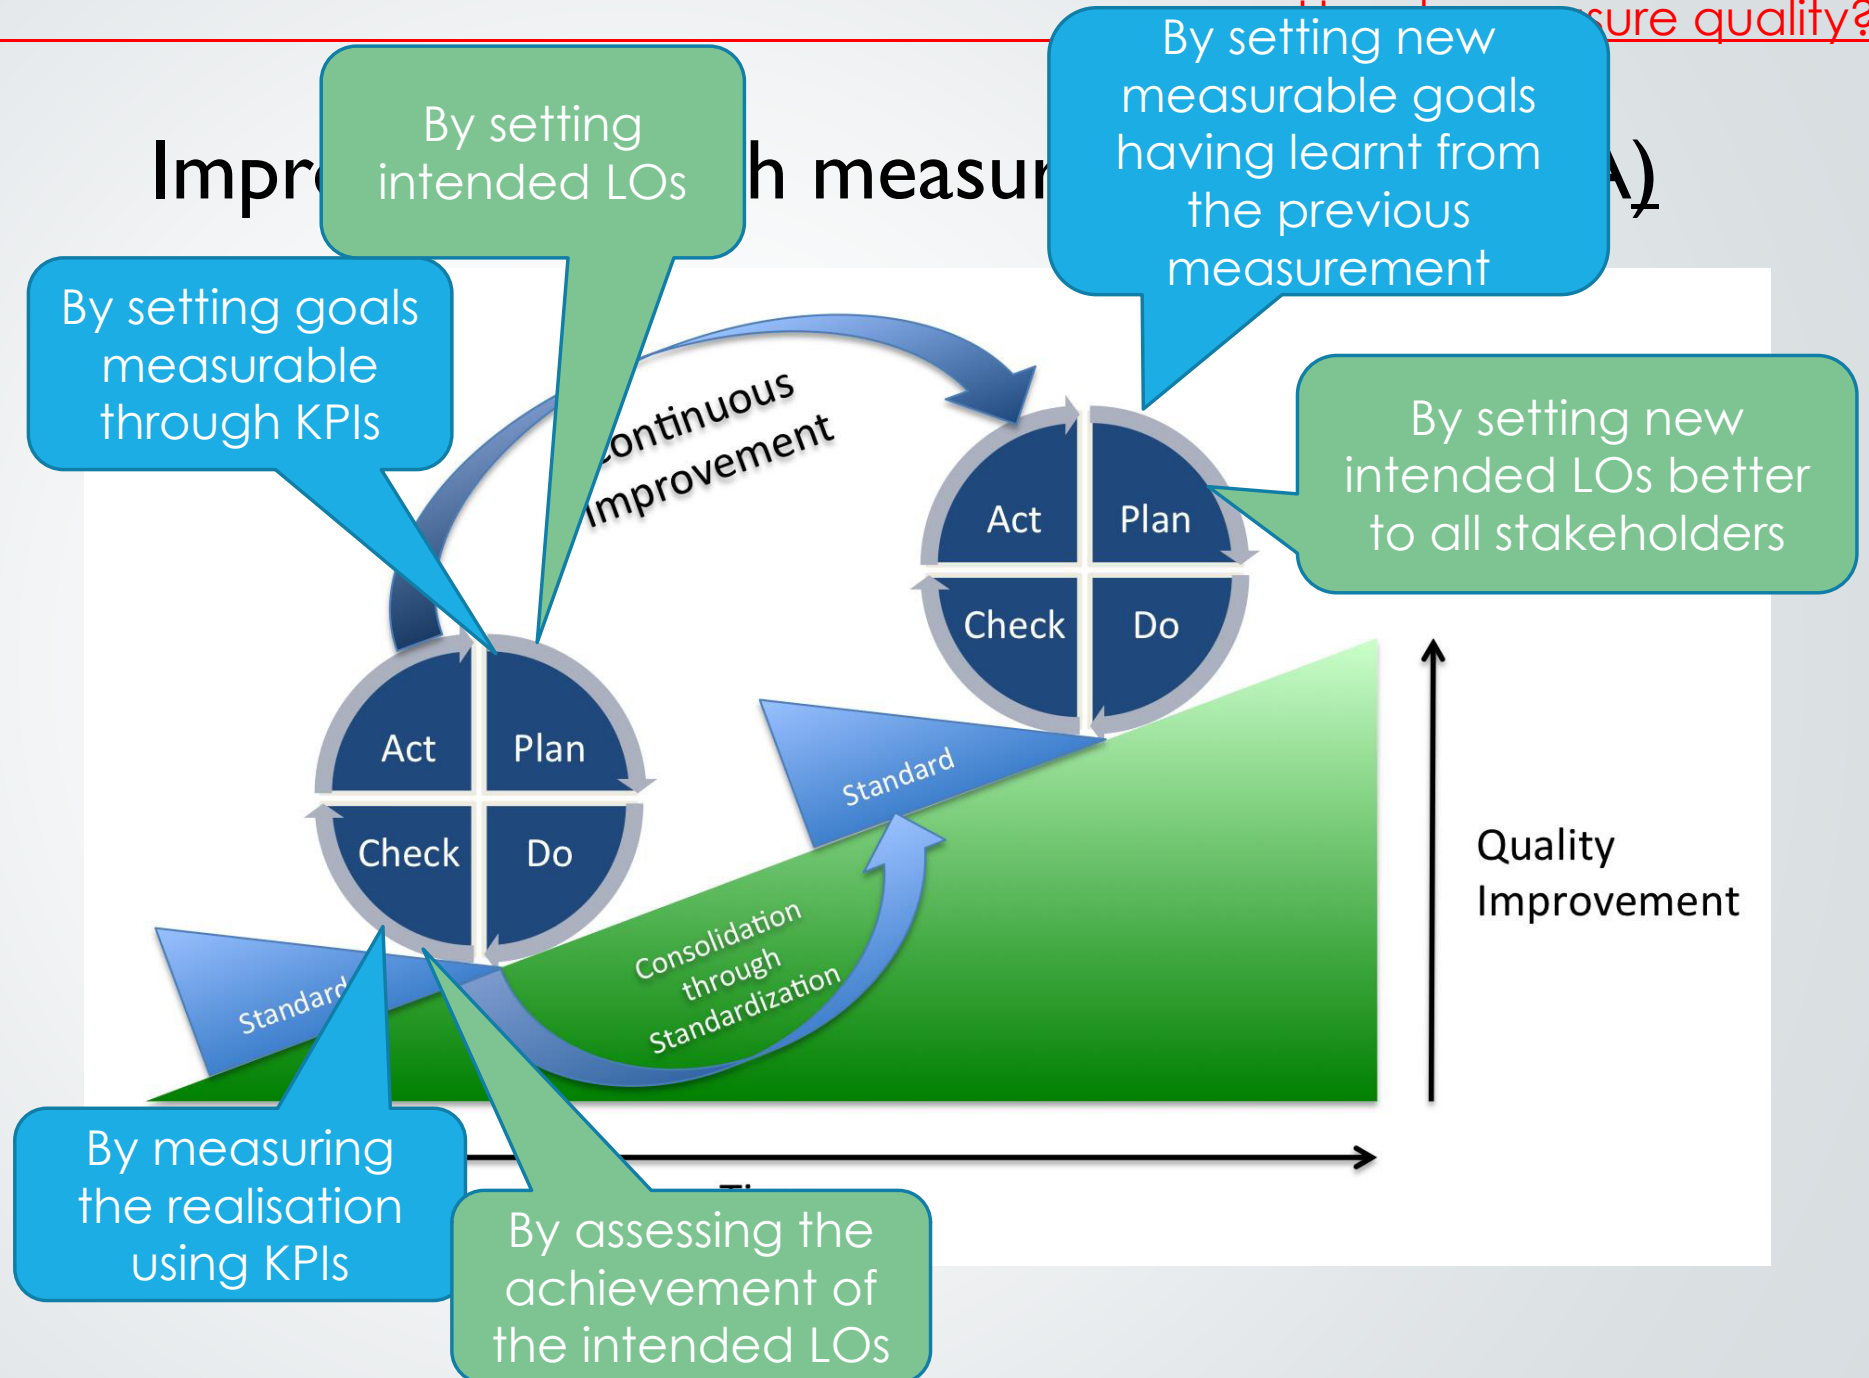 sure quality?
By setting new
measurable goals
having learnt from
the previous
measurement
By setting
intended LOs
h measur
)
By setting goals
measurable
through KPIs
Improvement
By setting new
intended LOs better
to all stakeholders
Act Plan
Check Do
Act Plan
Check Do
Standard
Standard
Consolidation
through
Standardization
Quality
Improvement
By measuring
the realisation
using KPIs
By assessing the
achievement of
the intended LOs